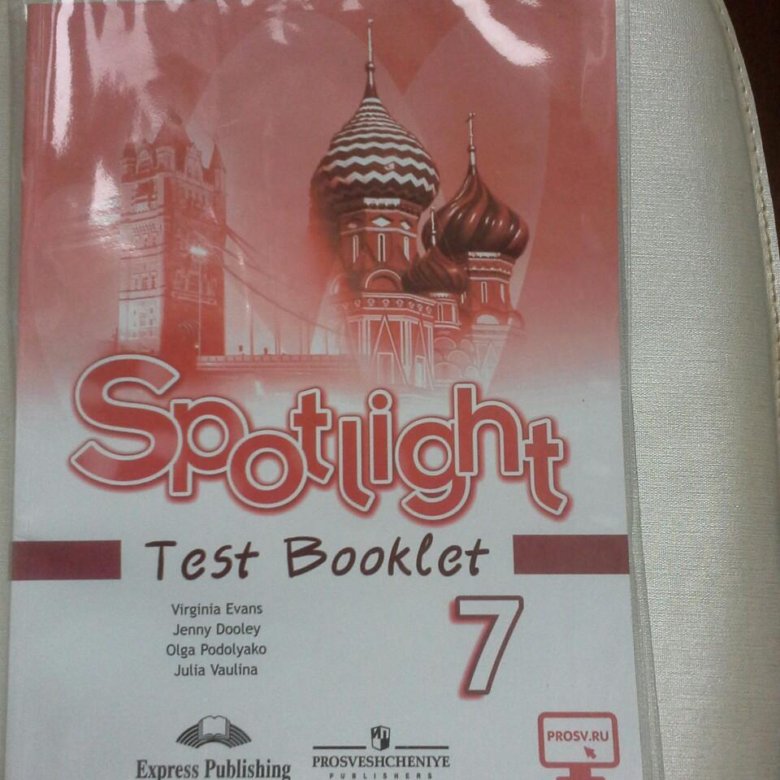 Spotlight
Test Booklet
7
Virginia Evans
Jenny Dooley
Olga Podolyako
Julia Vaulina
Express Publishing
PROSVESHCHENIYE
PUBLISHERS
PROSV.RU